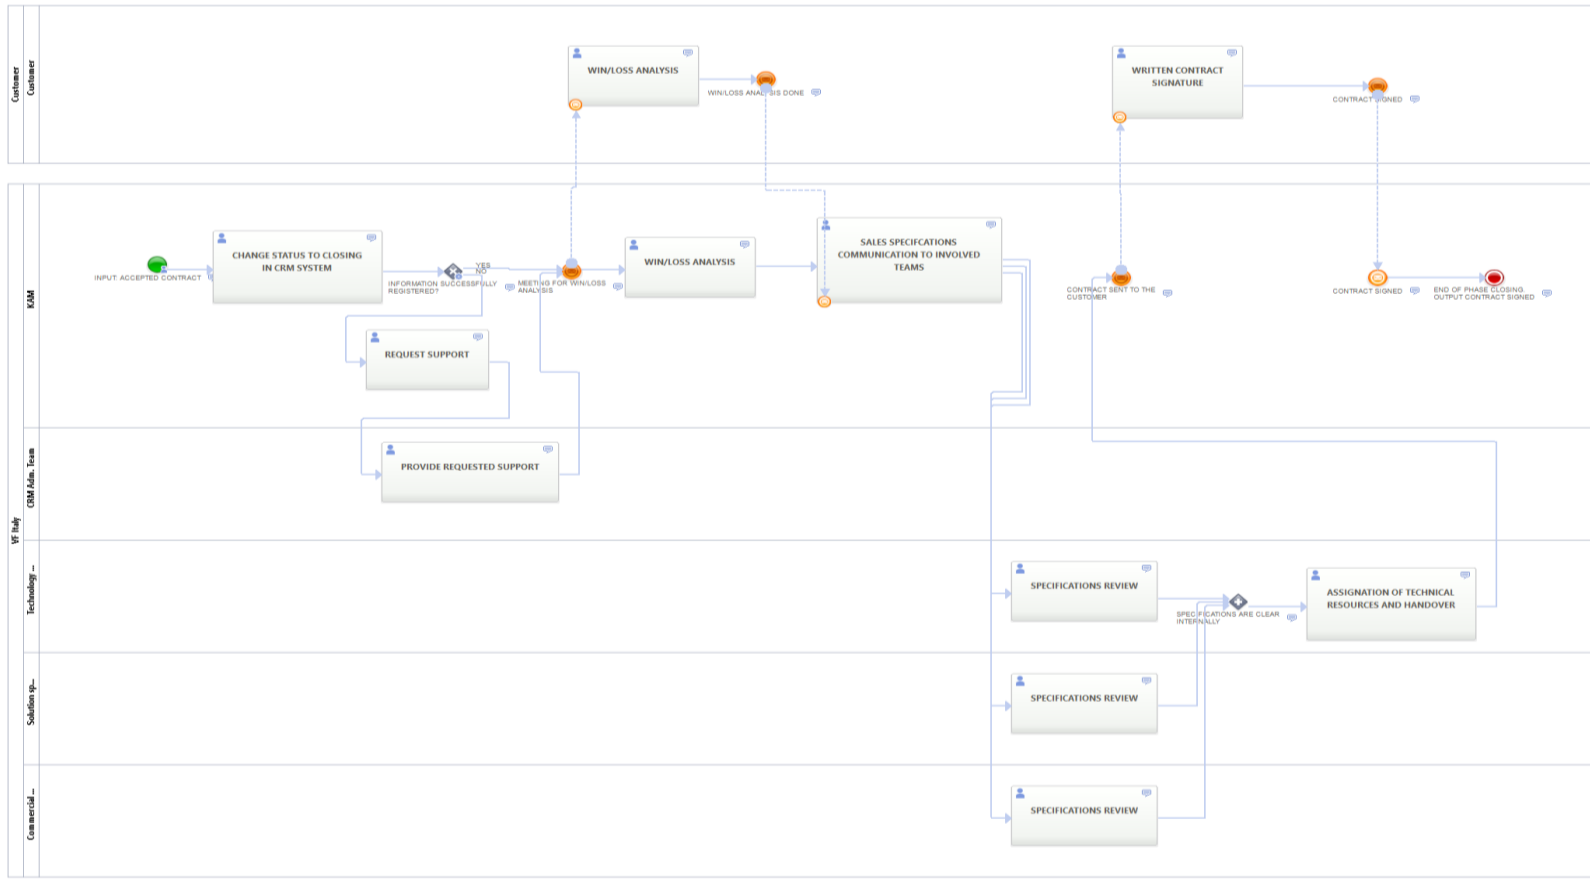 Customer
Customer
WIN/LOSS ANALYSIS
WIN/LOSS ANALYSIS DONE
WRITTEN CONTRACT
SIGNATURE
CONTRACT SIGNED
VF Italy
KAM
INPUT: ACCEPTED CONTRACT
CHANGE STATUS TO CLOSING
IN CRM SYSTEM
YES
NO
INFORMATION SUCCESSFULLY
REGISTERED?
MEETING FOR WIN/LOSS
ANALYSIS
WIN/LOSS ANALYSIS
SALES SPECIFCATIONS
COMMUNICATION TO INVOLVED
TEAMS
CONTRACT SENT TO THE
CUSTOMER
CONTRACT SIGNED
END OF PHASE CLOSING.
OUTPUT CONTRACT SIGNED
REQUEST SUPPORT
CRM Adm. Team
PROVIDE REQUESTED SUPPORT
Technology ...
SPECIFICATIONS REVIEW
SPECIFICATIONS ARE CLEAR
INTERNALLY
ASSIGNATION OF TECHNICAL
RESOURCES AND HANDOVER
Solution sp...
SPECIFICATIONS REVIEW
Commercial ...
SPECIFICATIONS REVIEW